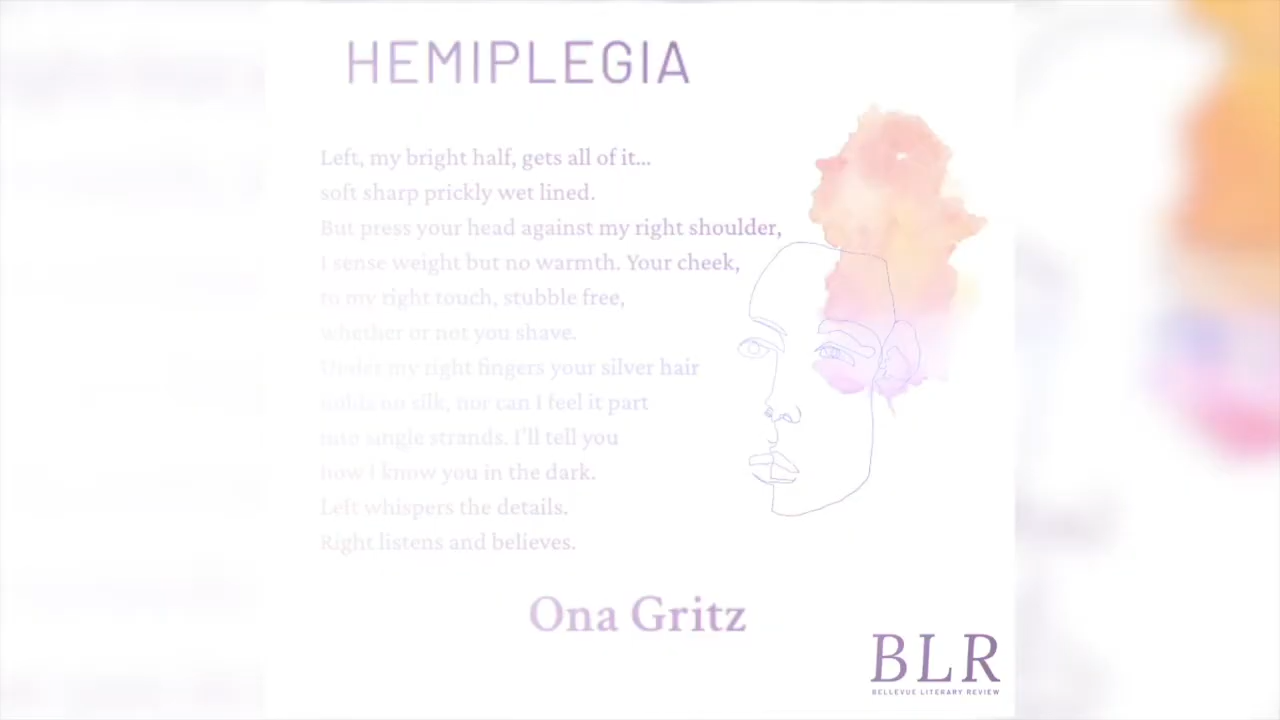 HEMIPLEGIA
Left, my bright half, gets all of it...
soft sharp prickly wet lined.
But press your head against my right shoulder,
I sense weight but no warmth. Your cheek,
to my right touch, stubble free,
whether or not you shave.
Under my right fingers your silver hair
holds no silk, nor can I feel it part
into single strands. I'll tell you
how I know you in the dark.
Left whispers the details.
Right listens and believes.
Ona Gritz
BLR
BELLEVUE LITERARY REVIEW